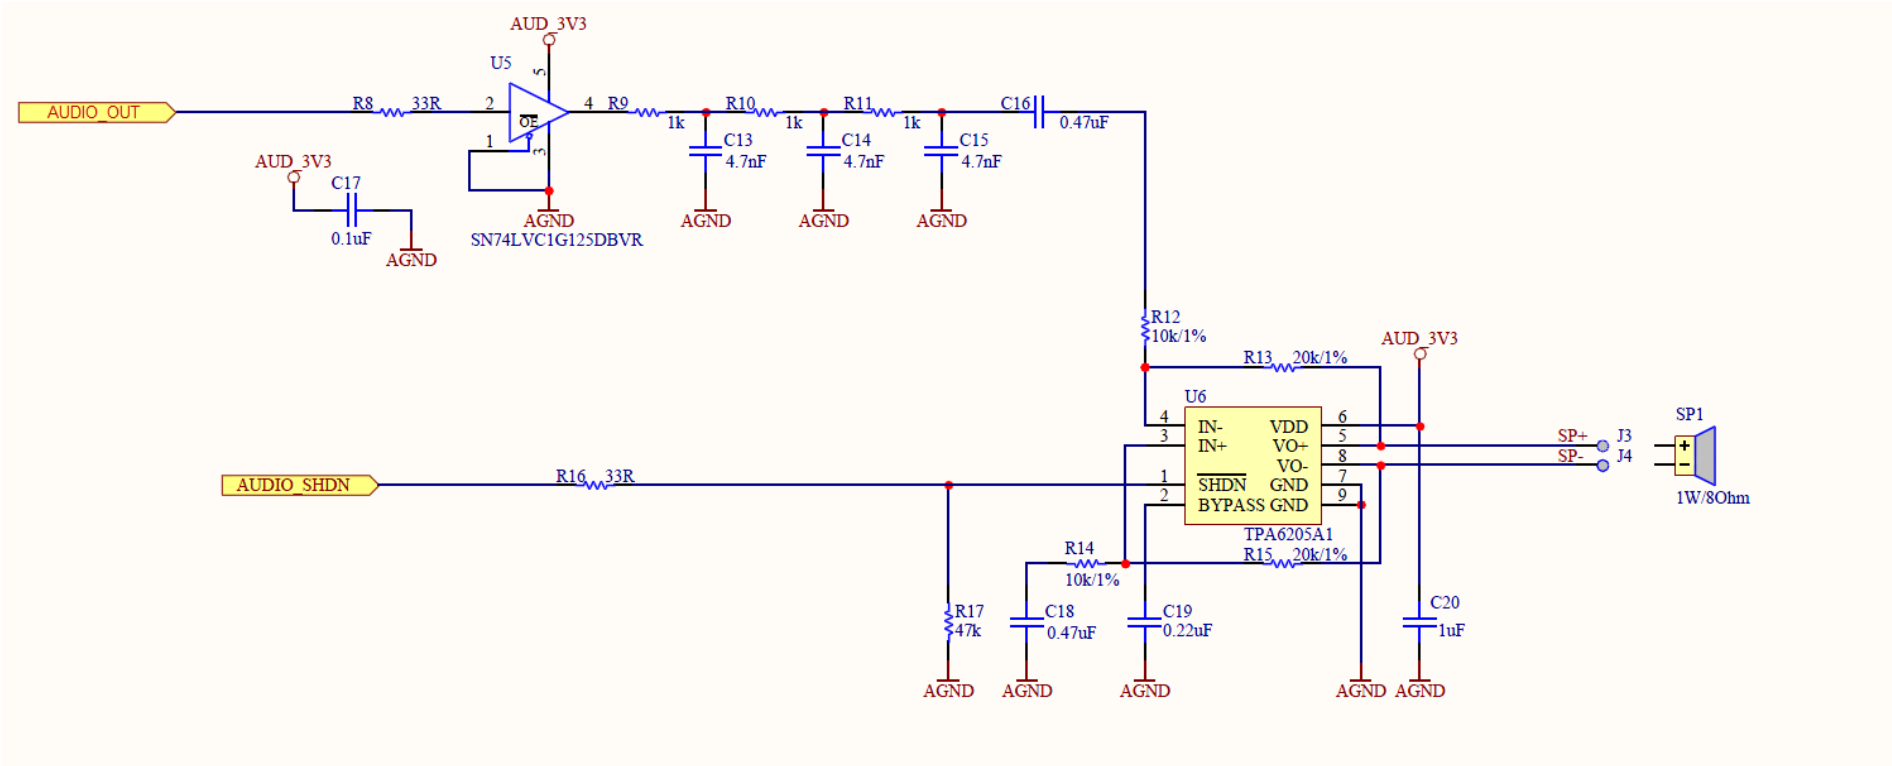 AUD_3V3
U5
5
AUDIO_OUT
R8 33R
2
OE
4
1
3
R9
1k
R10
1k
R11
1k
C16
0.47uF
C13
4.7nF
C14
4.7nF
C15
4.7nF
AUD_3V3
C17
0.1uF
AGND
AGND
SN74LVC1G125DBVR
AGND
AGND
AGND
R12
10k/1%
R13 20k/1%
AUD_3V3
U6
4 IN- VDD 6
3 IN+ VO+ 5
VO- 8
1 SHDN GND 7
2 BYPASS GND 9
TPA6205A1
SP+ J3
SP- J4
SP1
+
-
1W/8Ohm
AUDIO_SHDN
R16 33R
R14
10k/1%
R15 20k/1%
R17
47k
C18
0.47uF
C19
0.22uF
C20
1uF
AGND
AGND
AGND
AGND
AGND